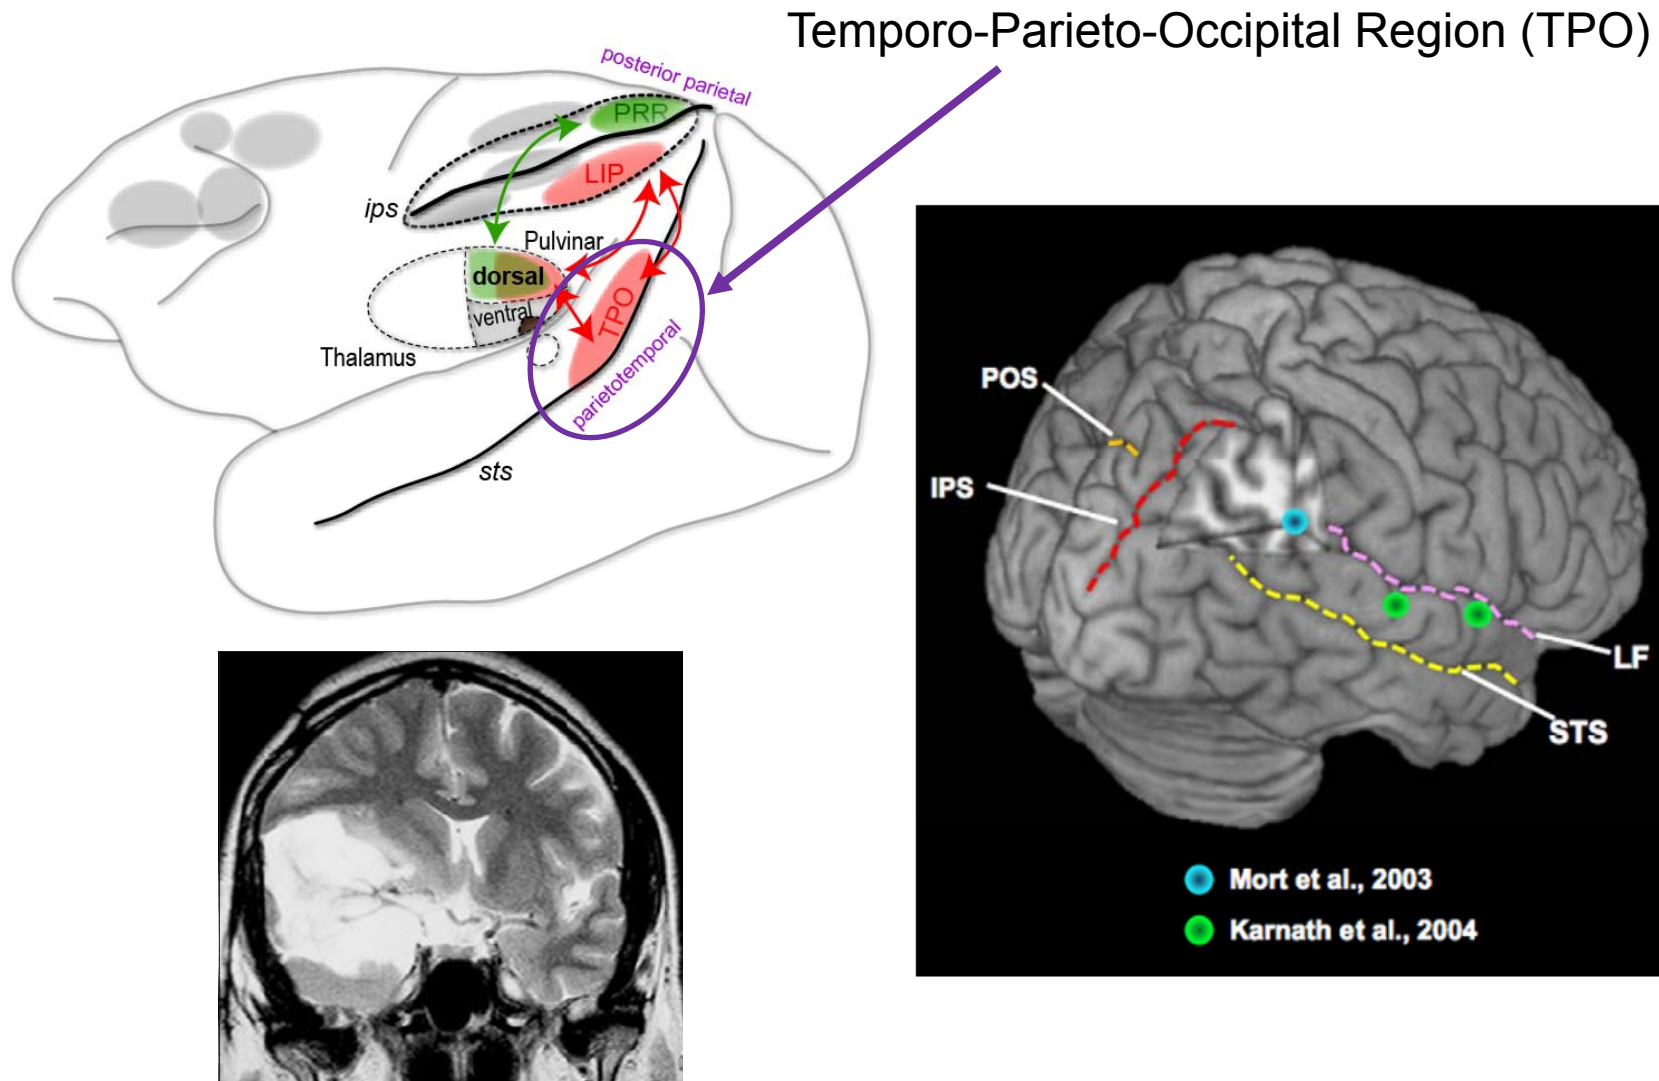 Temporo-Parieto-Occipital Region (TPO)
posterior parietal
PRR
LIP
ips
Pulvinar
dorsal
ventral
TPO
Thalamus
parietotemporal
sts
POS
IPS
LF
STS
Mort et al., 2003
Karnath et al., 2004